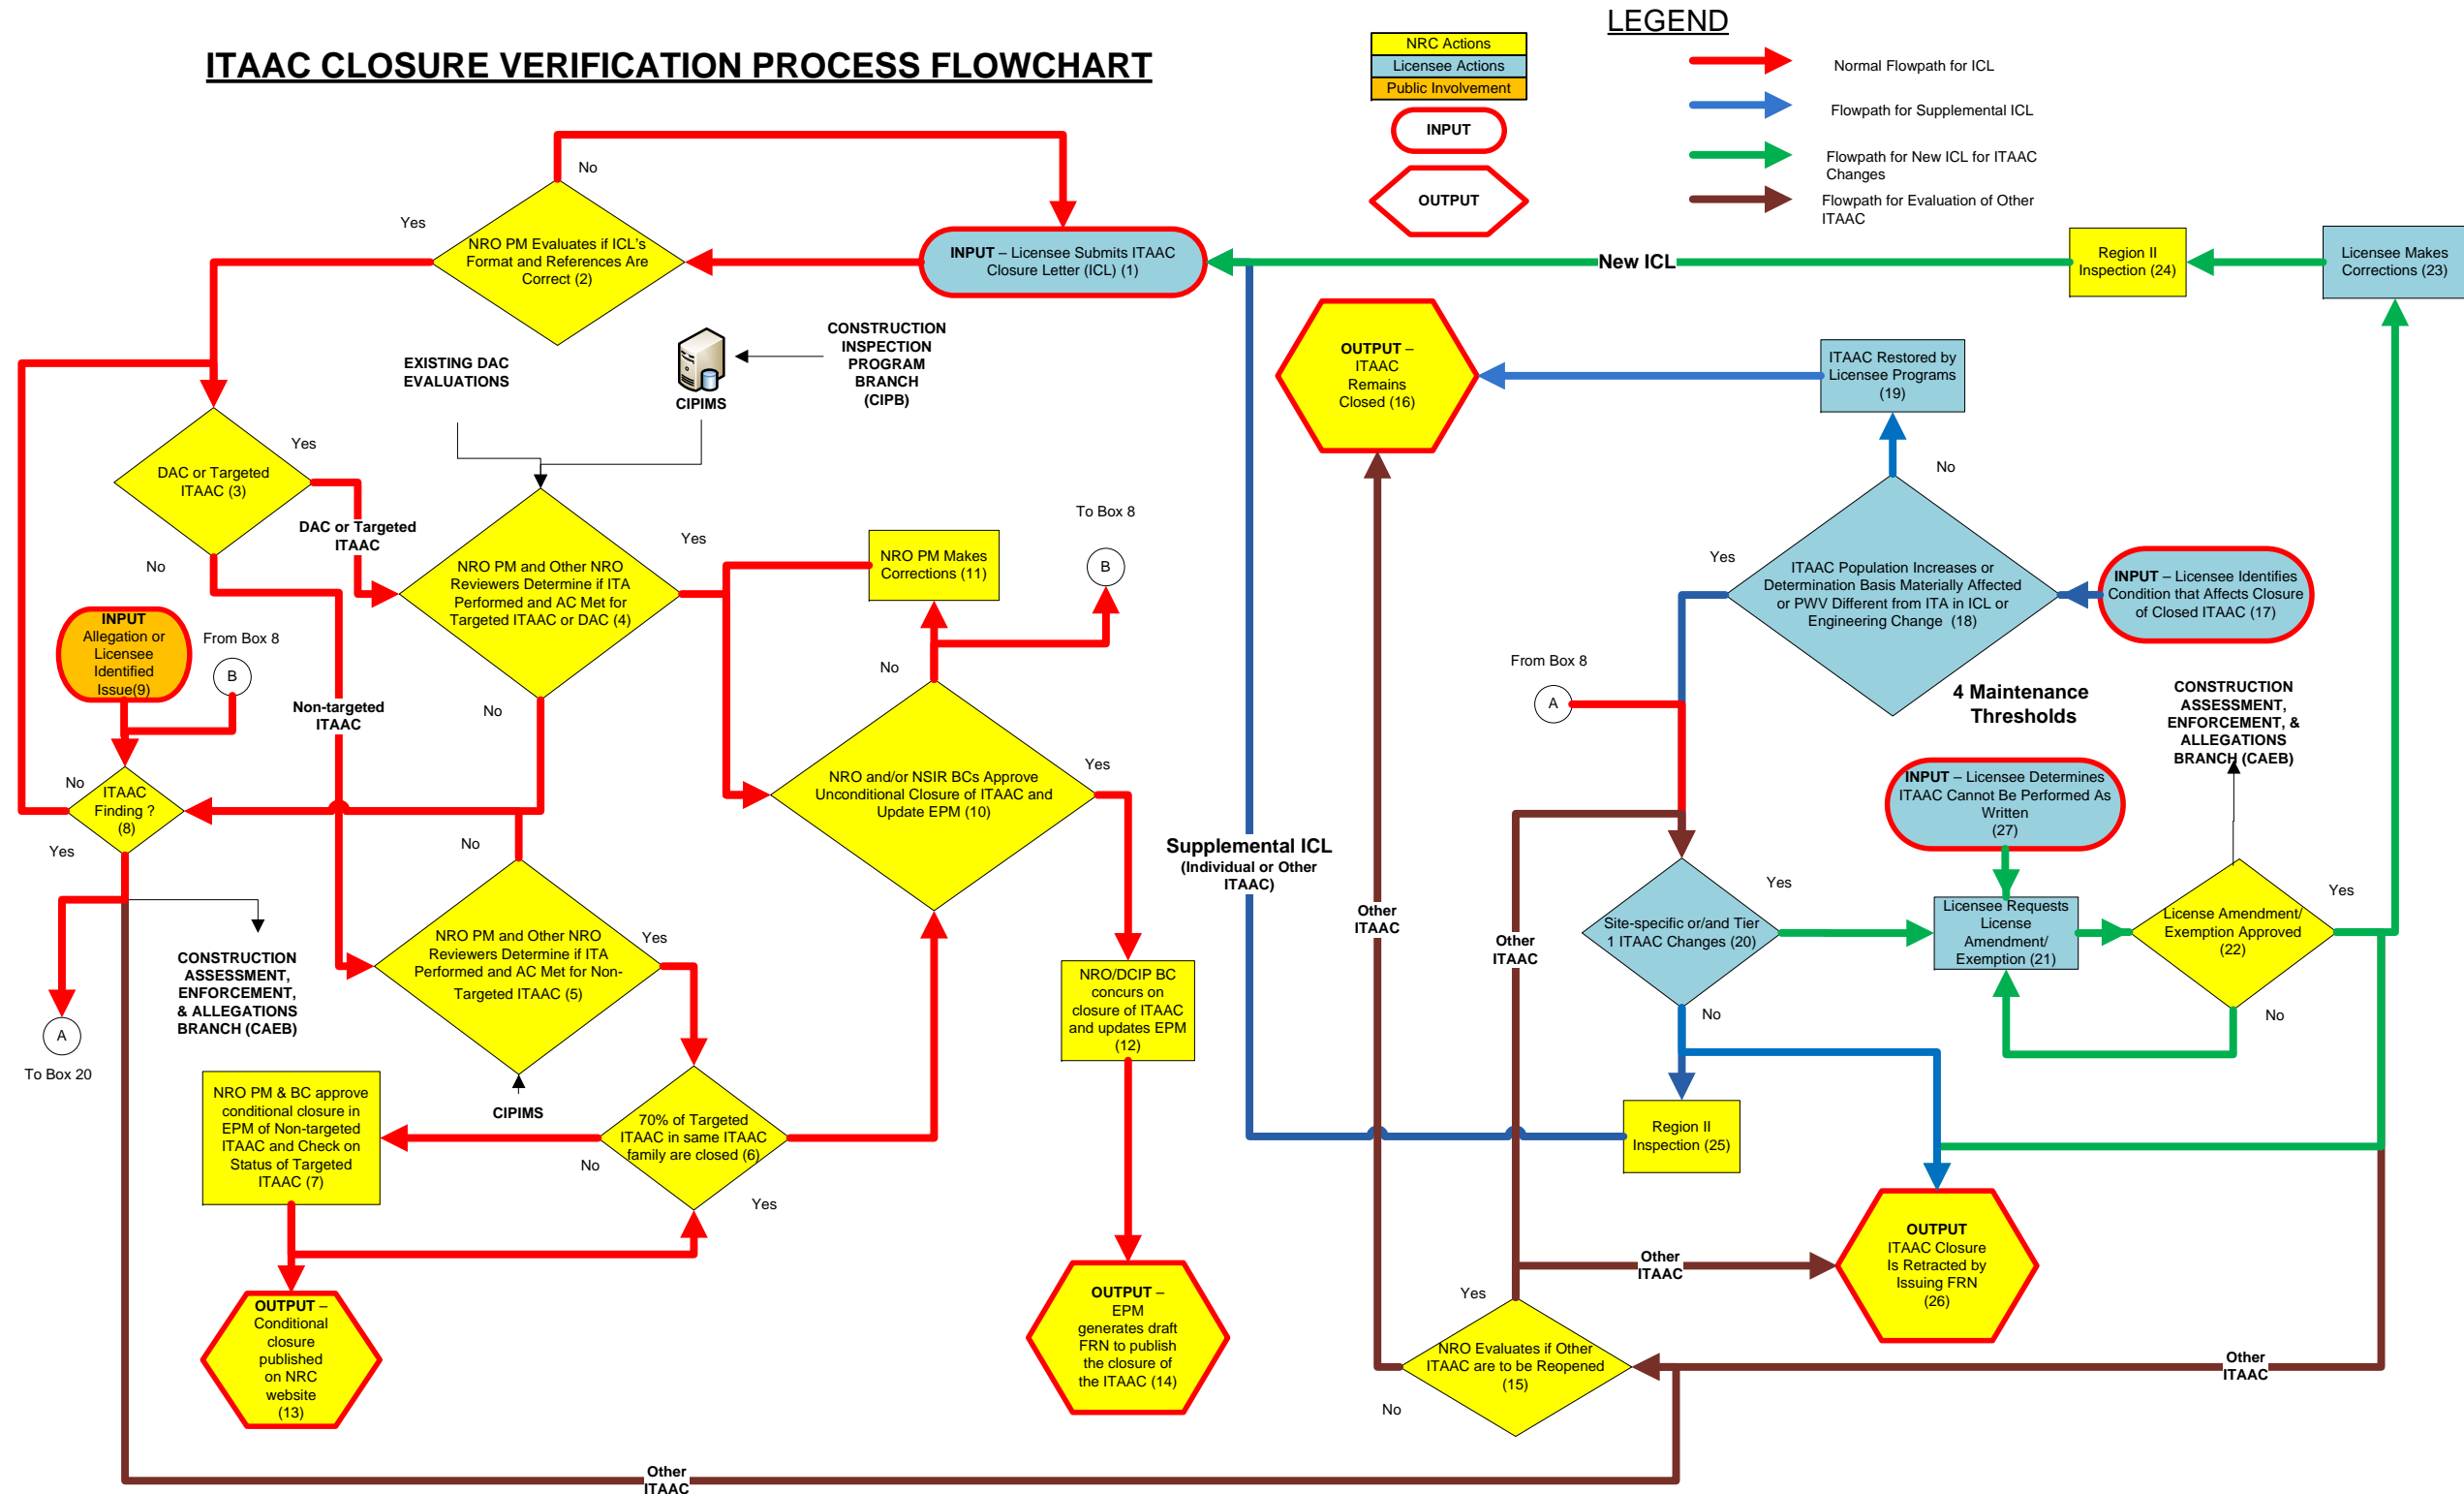 LEGEND
ITAAC CLOSURE VERIFICATION PROCESS FLOWCHART
NRC Actions
Licensee Actions
Public Involvement
INPUT
OUTPUT
Normal Flowpath for ICL
Flowpath for Supplemental ICL
Flowpath for New ICL for ITAAC
Changes
Flowpath for Evaluation of Other
ITAAC
No
Yes
NRO PM Evaluates if ICL's
Format and References Are
Correct (2)
INPUT – Licensee Submits ITAAC
Closure Letter (ICL) (1)
New ICL
Region II
Inspection (24)
Licensee Makes
Corrections (23)
EXISTING DAC
EVALUATIONS
CIPIMS
CONSTRUCTION
INSPECTION
PROGRAM
BRANCH
(CIPB)
OUTPUT –
ITAAC
Remains
Closed (16)
ITAAC Restored by
Licensee Programs
(19)
No
DAC or Targeted
ITAAC (3)
Yes
No
DAC or Targeted
ITAAC
NRO PM and Other NRO
Reviewers Determine if ITA
Performed and AC Met for
Targeted ITAAC or DAC (4)
Yes
No
NRO PM Makes
Corrections (11)
To Box 8
B
No
Yes
ITAAC Population Increases or
Determination Basis Materially Affected
or PWV Different from ITA in ICL or
Engineering Change (18)
INPUT – Licensee Identifies
Condition that Affects Closure
of Closed ITAAC (17)
4 Maintenance
Thresholds
From Box 8
A
INPUT
Allegation or
Licensee
Identified
Issue(9)
From Box 8
B
Non-targeted
ITAAC
No
ITAAC
Finding ?
(8)
Yes
NRO and/or NSIR BCs Approve
Unconditional Closure of ITAAC and
Update EPM (10)
Yes
CONSTRUCTION
ASSESSMENT,
ENFORCEMENT, &
ALLEGATIONS
BRANCH (CAEB)
INPUT – Licensee Determines
ITAAC Cannot Be Performed As
Written
(27)
Supplemental ICL
(Individual or Other
ITAAC)
Other
ITAAC
Other
ITAAC
Site-specific or/and Tier
1 ITAAC Changes (20)
Yes
No
Licensee Requests
License
Amendment/
Exemption (21)
License Amendment/
Exemption Approved
(22)
Yes
No
No
NRO PM and Other NRO
Reviewers Determine if ITA
Performed and AC Met for Non-
Targeted ITAAC (5)
Yes
CONSTRUCTION
ASSESSMENT,
ENFORCEMENT,
& ALLEGATIONS
BRANCH (CAEB)
A
To Box 20
NRO/DCIP BC
concurs on
closure of ITAAC
and updates EPM
(12)
NRO PM & BC approve
conditional closure in
EPM of Non-targeted
ITAAC and Check on
Status of Targeted
ITAAC (7)
CIPIMS
70% of Targeted
ITAAC in same ITAAC
family are closed (6)
No
Yes
Region II
Inspection (25)
OUTPUT
ITAAC Closure
Is Retracted by
Issuing FRN
(26)
Other
ITAAC
OUTPUT –
Conditional
closure
published
on NRC
website
(13)
OUTPUT –
EPM
generates draft
FRN to publish
the closure of
the ITAAC (14)
Yes
NRO Evaluates if Other
ITAAC are to be Reopened
(15)
No
Other
ITAAC
Other
ITAAC